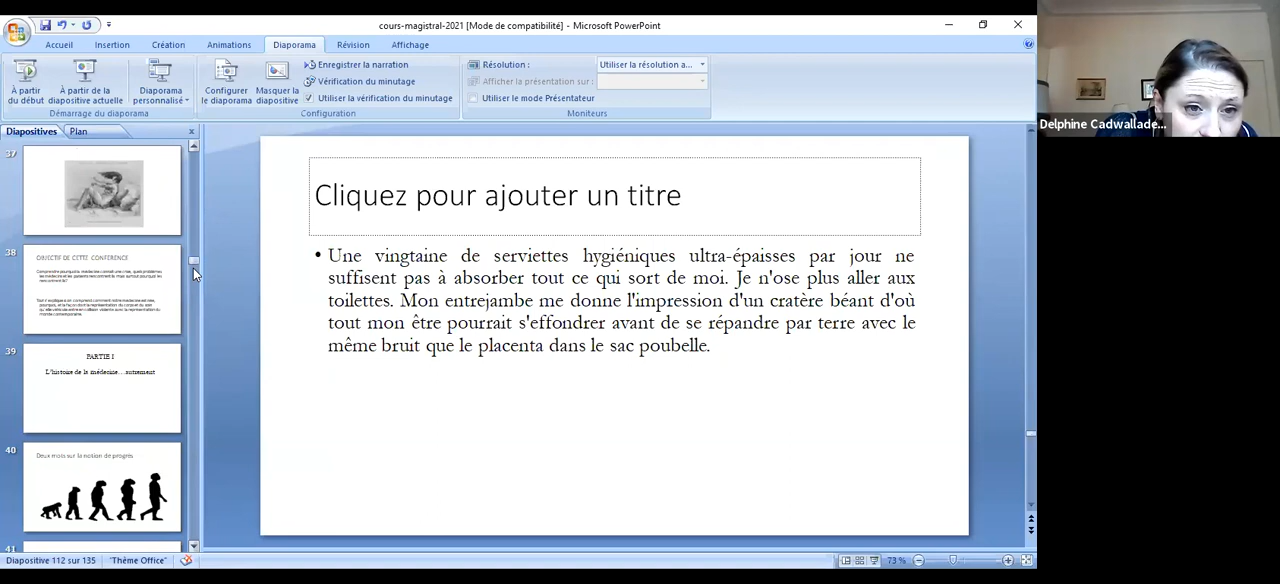 cours-magistral-2021 [Mode de compatibilité] - Microsoft PowerPoint
Accueil Insertion Création Animations Diaporama Révision Affichage
À partir du début
À partir de la diapositive actuelle
Diaporama personnalisé
Démarrage du diaporama
Configurer le diaporama
Masquer la diapositive
Enregistrer la narration
Vérification du minutage
Utiliser la vérification du minutage
Configuration
Résolution : Utiliser la résolution a...
Afficher la présentation sur :
Utiliser le mode Présentateur
Moniteurs
Delphine Cadwallade...
Diapositives Plan
37
38
OBJECTIF DE CETTE CONFERENCE
39
PARTIE I
L'histoire de la médecine…autrement
40
Deux mots sur la notion de progrès
41
Cliquez pour ajouter un titre
• Une vingtaine de serviettes hygiéniques ultra-épaisses par jour ne
suffisent pas à absorber tout ce qui sort de moi. Je n'ose plus aller aux
toilettes. Mon entrejambe me donne l'impression d'un cratère béant d'où
tout mon être pourrait s'effondrer avant de se répandre par terre avec le
même bruit que le placenta dans le sac poubelle.
Diapositive 112 sur 135 "Thème Office" 73 %